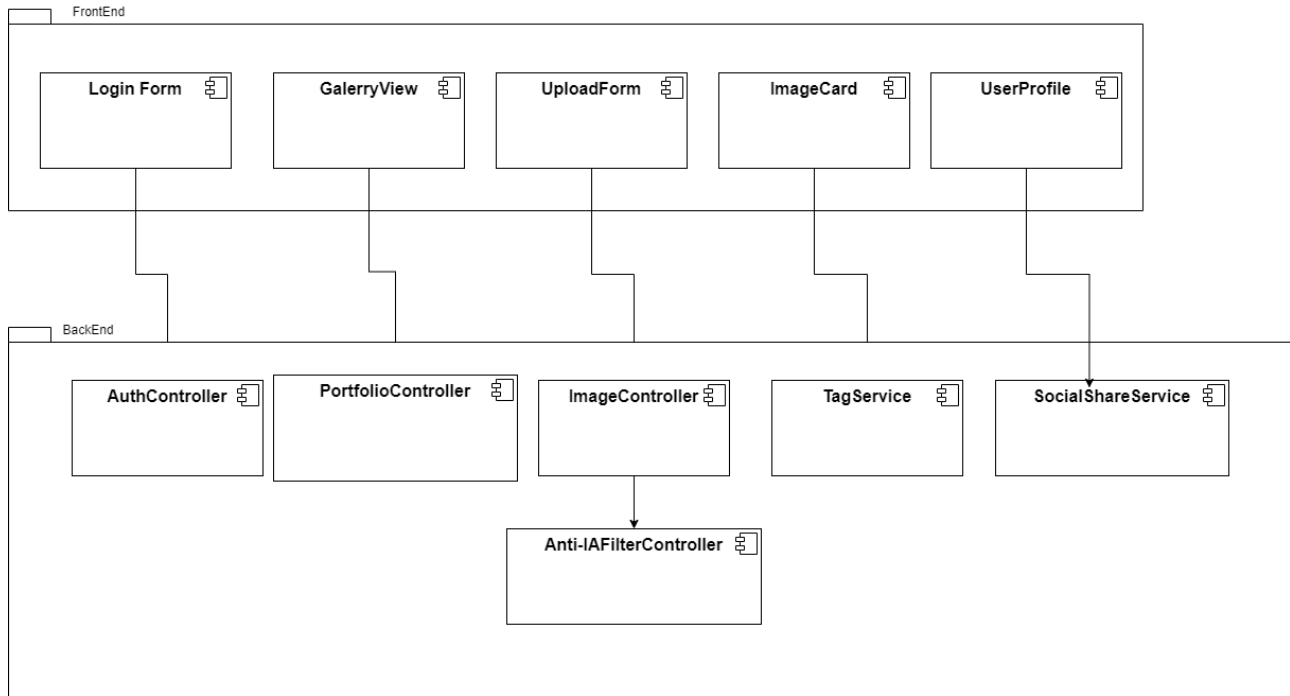 FrontEnd
Login Form
GalerryView
UploadForm
ImageCard
UserProfile
BackEnd
AuthController
PortfolioController
ImageController
TagService
SocialShareService
Anti-IAFilterController